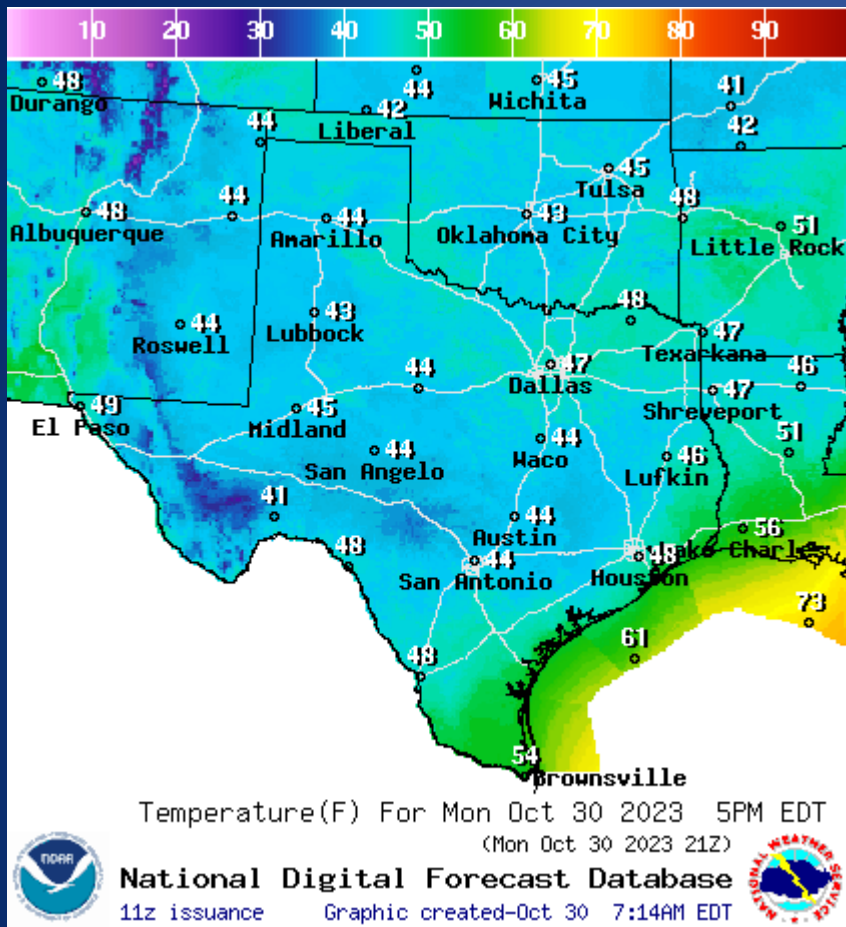 10 20 30 40 50 60 70 80 90
48
Durango
44
42
Liberal
45
Wichita
41
42
44
45
Tulsa
48
Albuquerque
44
44
Amarillo
43
Oklahoma City
48
51
Little Rock
44
Roswell
43
Lubbock
48
47
Texarkana
44
47
Dallas
46
47
Shreveport
49
El Paso
45
Midland
44
San Angelo
44
Waco
46
Lufkin
51
41
44
Austin
56
Lake Charles
48
44
San Antonio
48
Houston
73
61
48
54
Brownsville
Temperature(F) For Mon Oct 30 2023 5PM EDT
(Mon Oct 30 2023 21Z)
NOAA
National Digital Forecast Database
11z issuance Graphic created-Oct 30 7:14AM EDT
NATIONAL WEATHER SERVICE